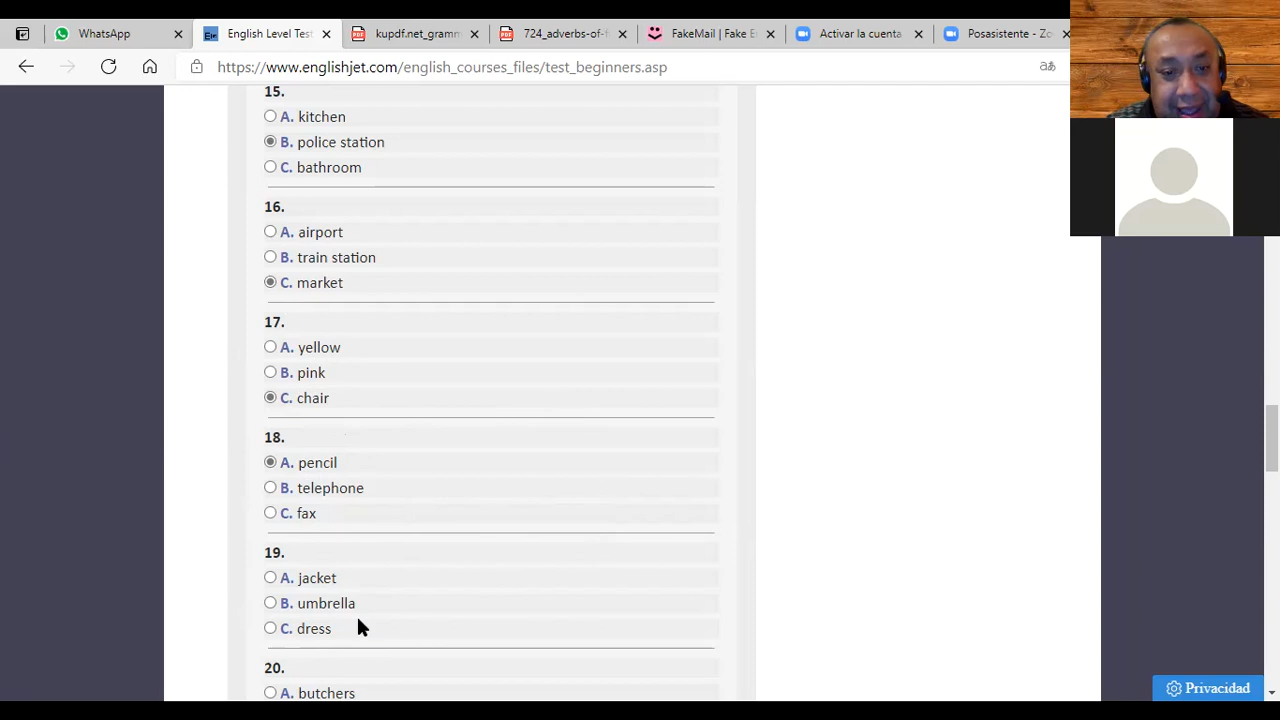 WhatsApp
English Level Test
kupdf.net_gramm
724_adverbs-of-f
FakeMail | Fake E
Activar la cuenta
Posasistente - Zo
https://www.englishjet.com/english_courses_files/test_beginners.asp
15.
A. kitchen
B. police station
C. bathroom
16.
A. airport
B. train station
C. market
17.
A. yellow
B. pink
C. chair
18.
A. pencil
B. telephone
C. fax
19.
A. jacket
B. umbrella
C. dress
20.
A. butchers
Privacidad